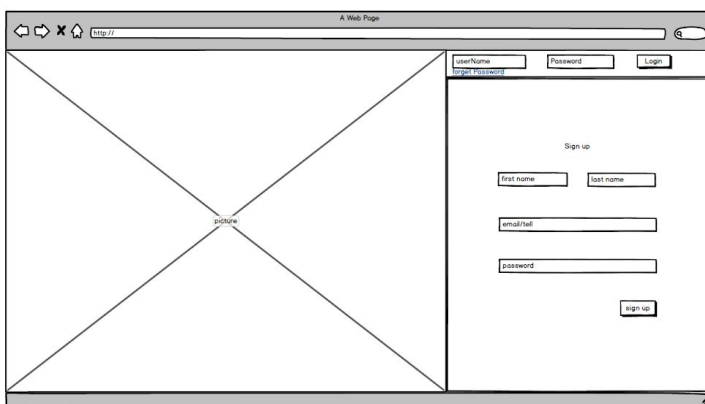 A Web Page
http://
userName Password Login
forget Password
Sign up
first name last name
email/tell
password
sign up
picture